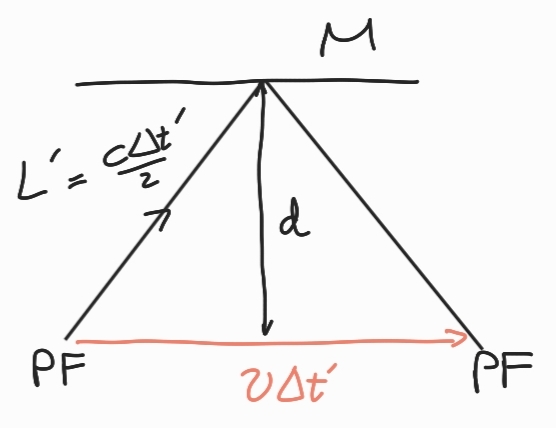 M
L′ = cΔt′/2
d
PF
PF
vΔt′